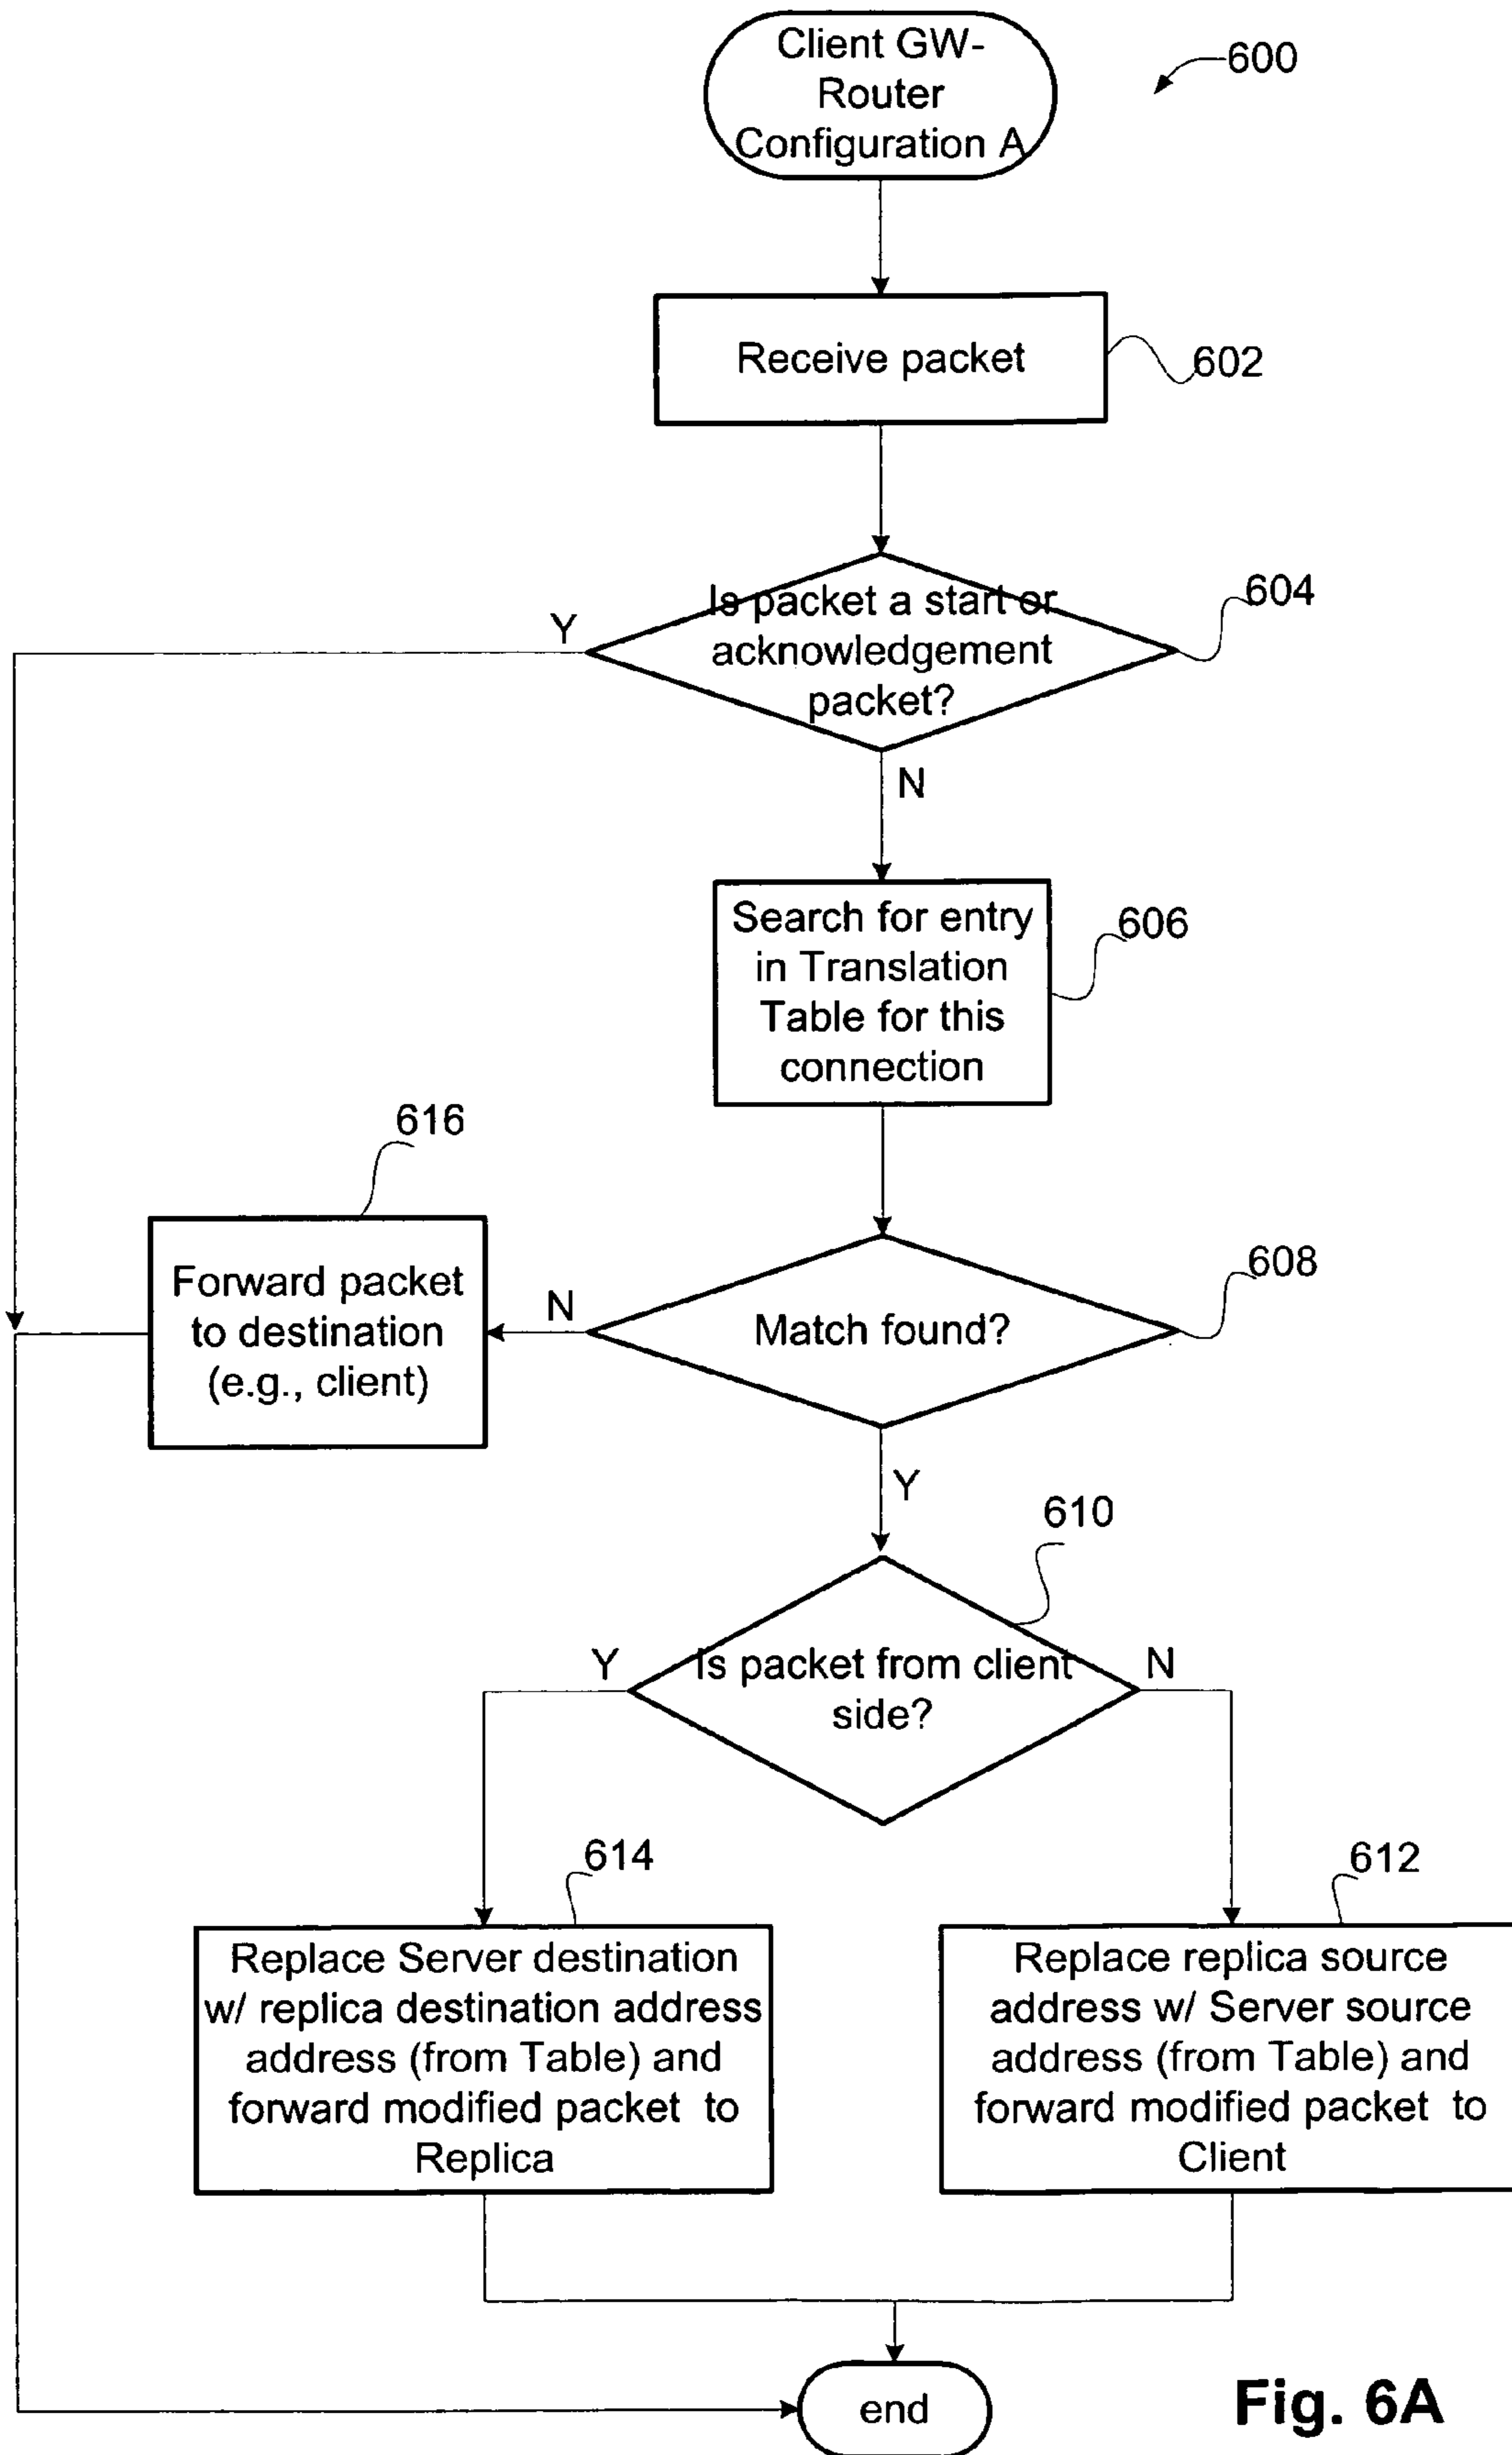 Client GW-
Router
Configuration A
600
Receive packet
602
Is packet a start or
acknowledgement
packet?
604
Y
N
Search for entry
in Translation
Table for this
connection
606
616
Forward packet
to destination
(e.g., client)
N
Match found?
608
Y
610
Y
Is packet from client
side?
N
614
612
Replace Server destination
w/ replica destination address
address (from Table) and
forward modified packet to
Replica
Replace replica source
address w/ Server source
address (from Table) and
forward modified packet to
Client
end
Fig. 6A